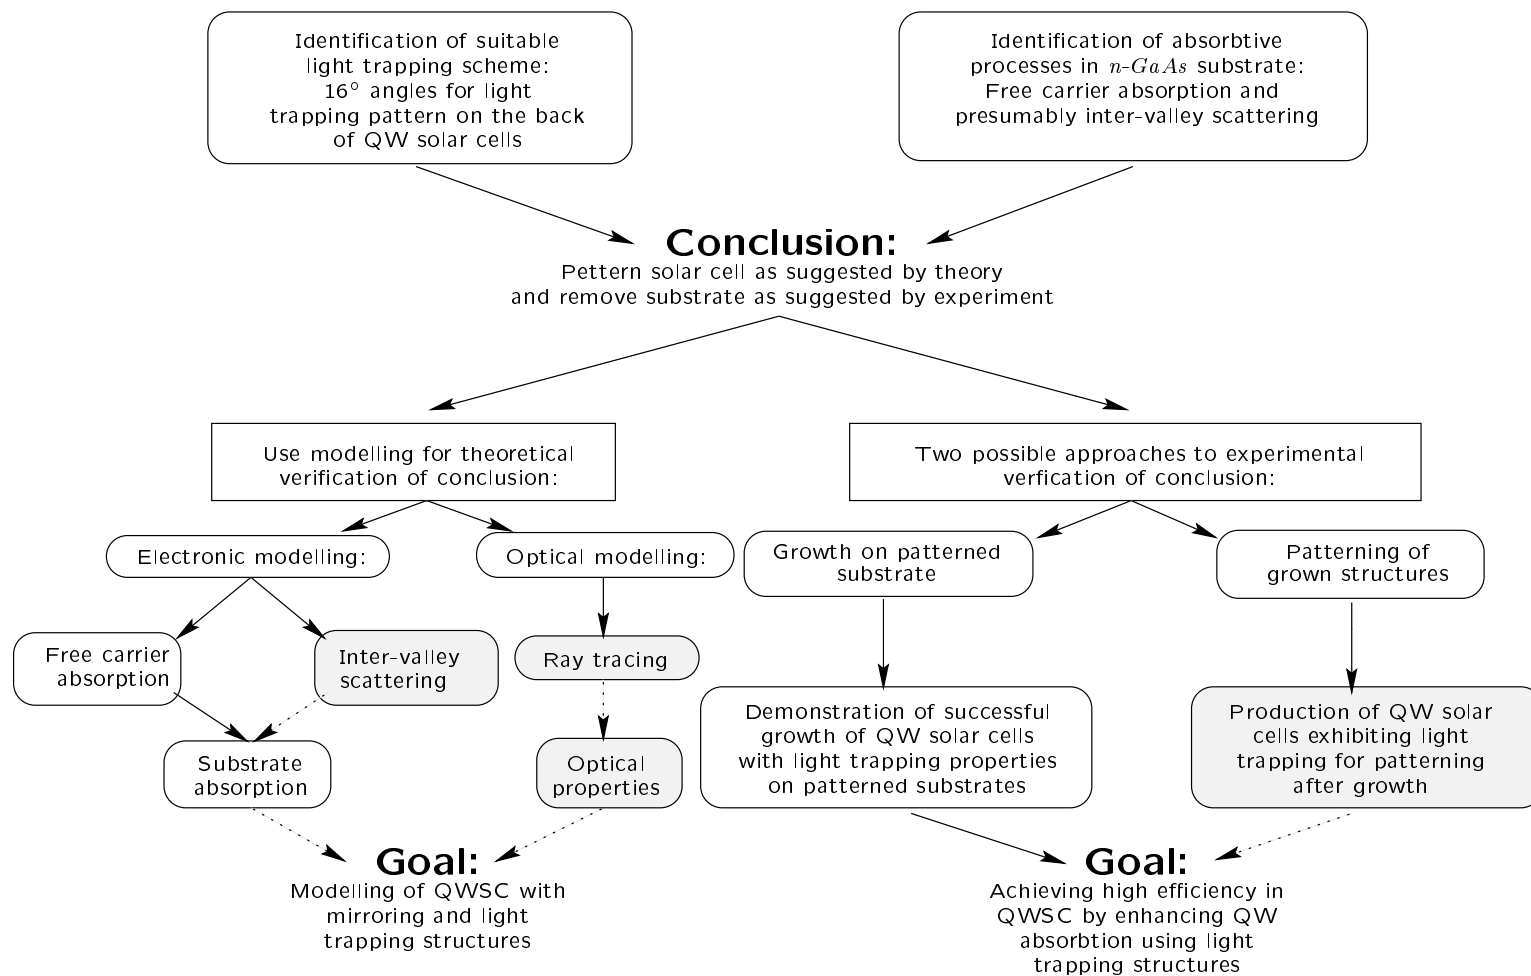 Identification of suitable
light trapping scheme:
16° angles for light
trapping pattern on the back
of QW solar cells
Identification of absorbtive
processes in n-GaAs substrate:
Free carrier absorption and
presumably inter-valley scattering
Conclusion:
Pettern solar cell as suggested by theory
and remove substrate as suggested by experiment
Use modelling for theoretical
verification of conclusion:
Two possible approaches to experimental
verfication of conclusion:
Electronic modelling:
Optical modelling:
Growth on patterned
substrate
Patterning of
grown structures
Free carrier
absorption
Inter-valley
scattering
Ray tracing
Substrate
absorption
Optical
properties
Demonstration of successful
growth of QW solar cells
with light trapping properties
on patterned substrates
Production of QW solar
cells exhibiting light
trapping for patterning
after growth
Goal:
Modelling of QWSC with
mirroring and light
trapping structures
Goal:
Achieving high efficiency in
QWSC by enhancing QW
absorbtion using light
trapping structures